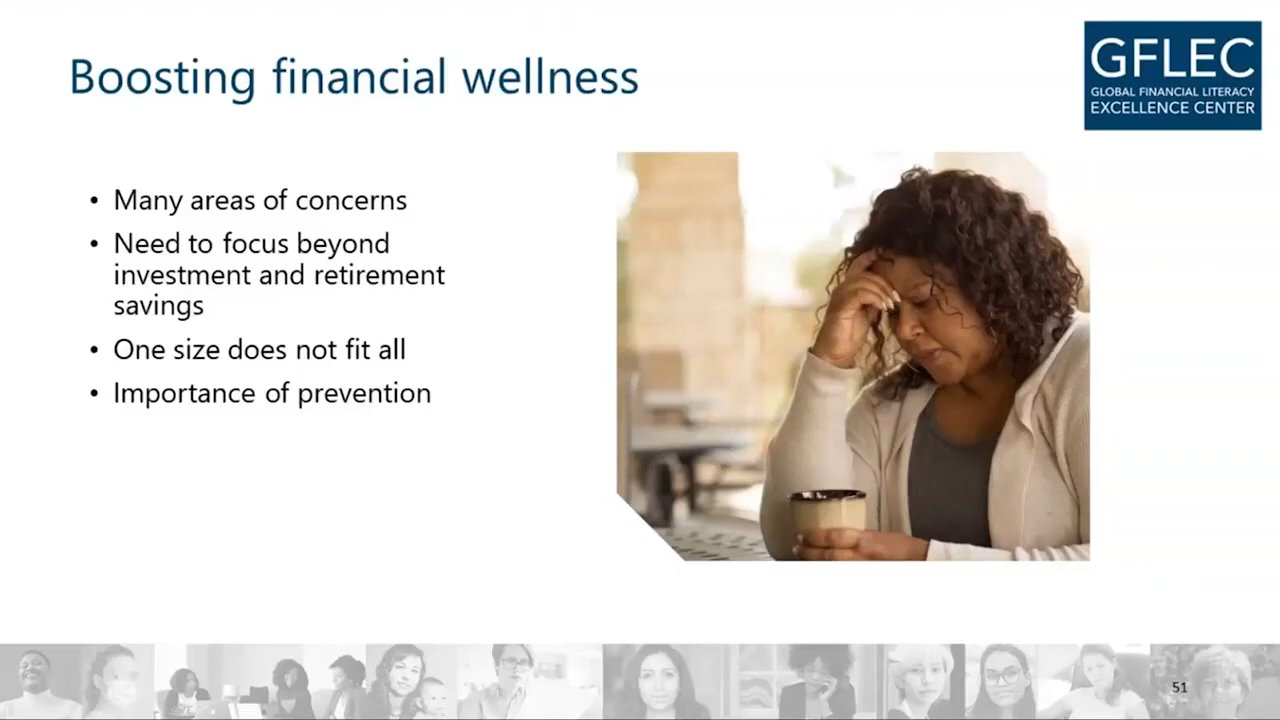 Boosting financial wellness
GFLEC
GLOBAL FINANCIAL LITERACY
EXCELLENCE CENTER
• Many areas of concerns
• Need to focus beyond
investment and retirement
savings
• One size does not fit all
• Importance of prevention
51